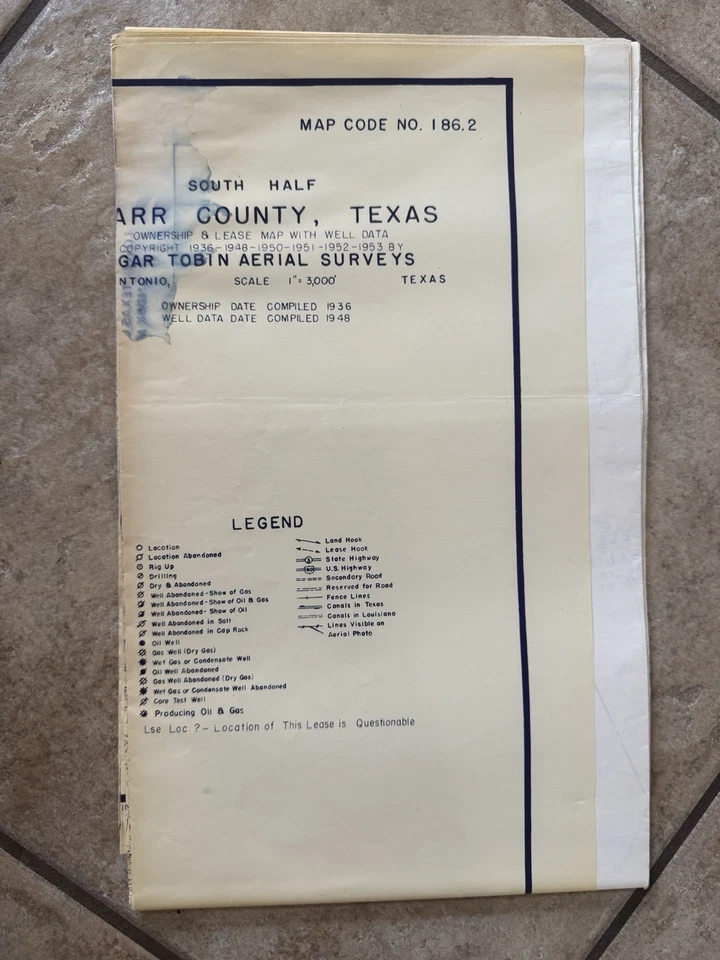 MAP CODE NO. 186.2
SOUTH HALF
ARR COUNTY, TEXAS
OWNERSHIP & LEASE MAP WITH WELL DATA
COPYRIGHT 1936-1948-1950-1951-1952-1953 BY
GAR TOBIN AERIAL SURVEYS
NTONIO, SCALE 1"= 3,000' TEXAS
OWNERSHIP DATE COMPILED 1936
WELL DATA DATE COMPILED 1948
LEGEND
Location
Location Abandoned
Rig Up
Drilling
Dry & Abandoned
Well Abandoned-Show of Gas
Well Abandoned-Show of Oil & Gas
Well Abandoned-Show of Oil
Well Abandoned in Salt
Well Abandoned in Cap Rock
Oil Well
Gas Well (Dry Gas)
Wet Gas or Condensate Well
Oil Well Abandoned
Gas Well Abandoned (Dry Gas)
Wet Gas or Condensate Well Abandoned
Core Test Well
Producing Oil & Gas
Land Hook
Lease Hook
State Highway
U.S. Highway
Secondary Road
Reserved for Road
Fence Lines
Canals in Texas
Canals in Louisiana
Lines Visible on
Aerial Photo
Lse Loc ?- Location of This Lease is Questionable